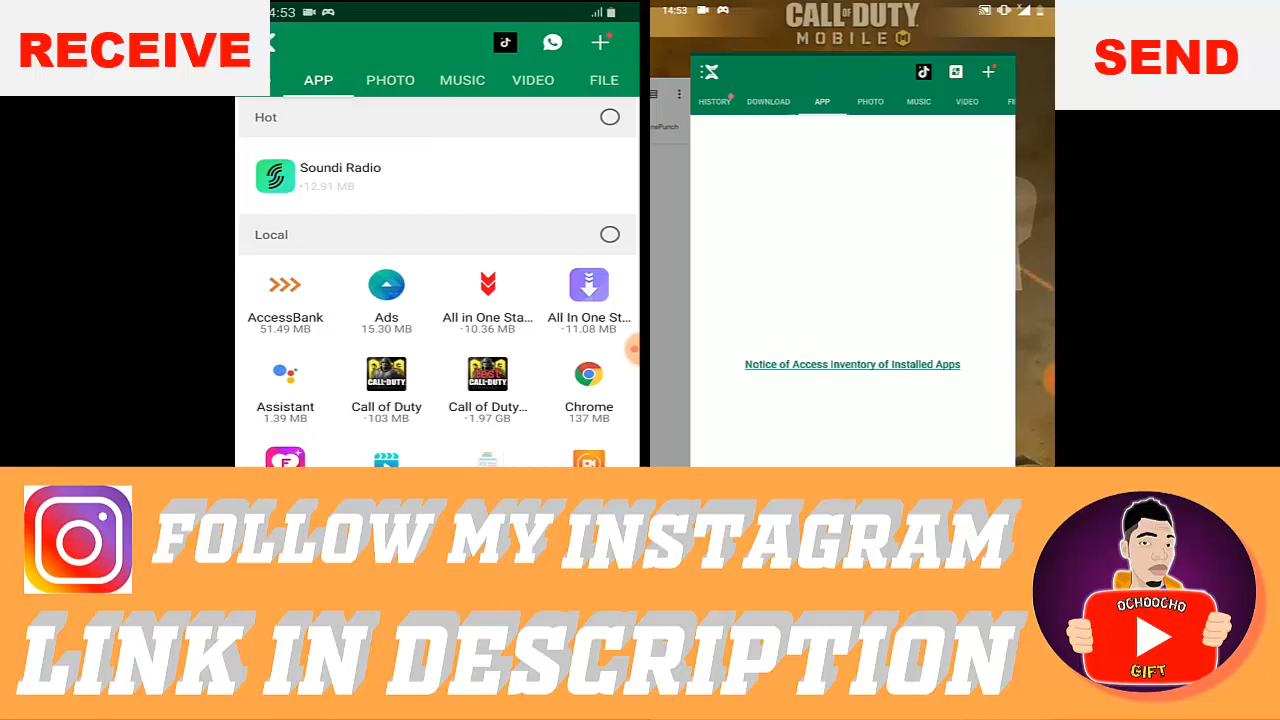 RECEIVE
:53
APP PHOTO MUSIC VIDEO FILE
Hot
Soundi Radio
·12.91 MB
Local
AccessBank
51.49 MB
Ads
15.30 MB
All in One Sta...
·10.36 MB
All In One St...
·11.08 MB
Assistant
1.39 MB
Call of Duty
·103 MB
Call of Duty...
·1.97 GB
Chrome
137 MB
14:53
CALL OF DUTY
MOBILE
HISTORY DOWNLOAD APP PHOTO MUSIC VIDEO FI
Notice of Access Inventory of Installed Apps
SEND
FOLLOW MY INSTAGRAM
LINK IN DESCRIPTION
OCHOOCHO
GIFT